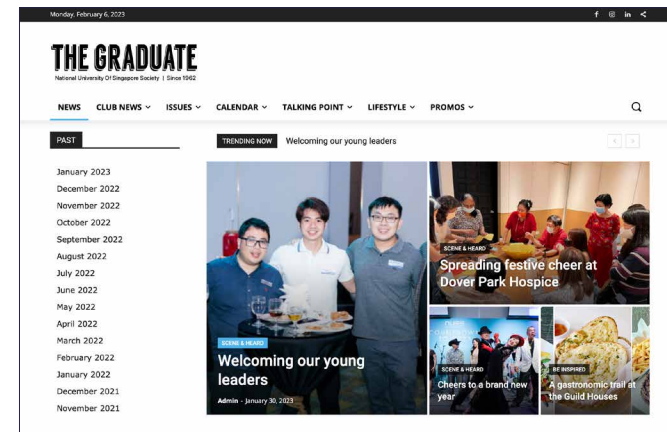 Monday, February 6, 2023
THE GRADUATE
National University Of Singapore Society | Since 1962
NEWS CLUB NEWS ISSUES CALENDAR TALKING POINT LIFESTYLE PROMOS
PAST
TRENDING NOW Welcoming our young leaders
January 2023
December 2022
November 2022
October 2022
September 2022
August 2022
July 2022
June 2022
May 2022
April 2022
March 2022
February 2022
January 2022
December 2021
November 2021
SCENE & HEARD
Welcoming our young
leaders
Admin - January 30, 2023
SCENE & HEARD
Spreading festive cheer at
Dover Park Hospice
SCENE & HEARD
Cheers to a brand new
year
BE INSPIRED
A gastronomic trail at
the Guild Houses